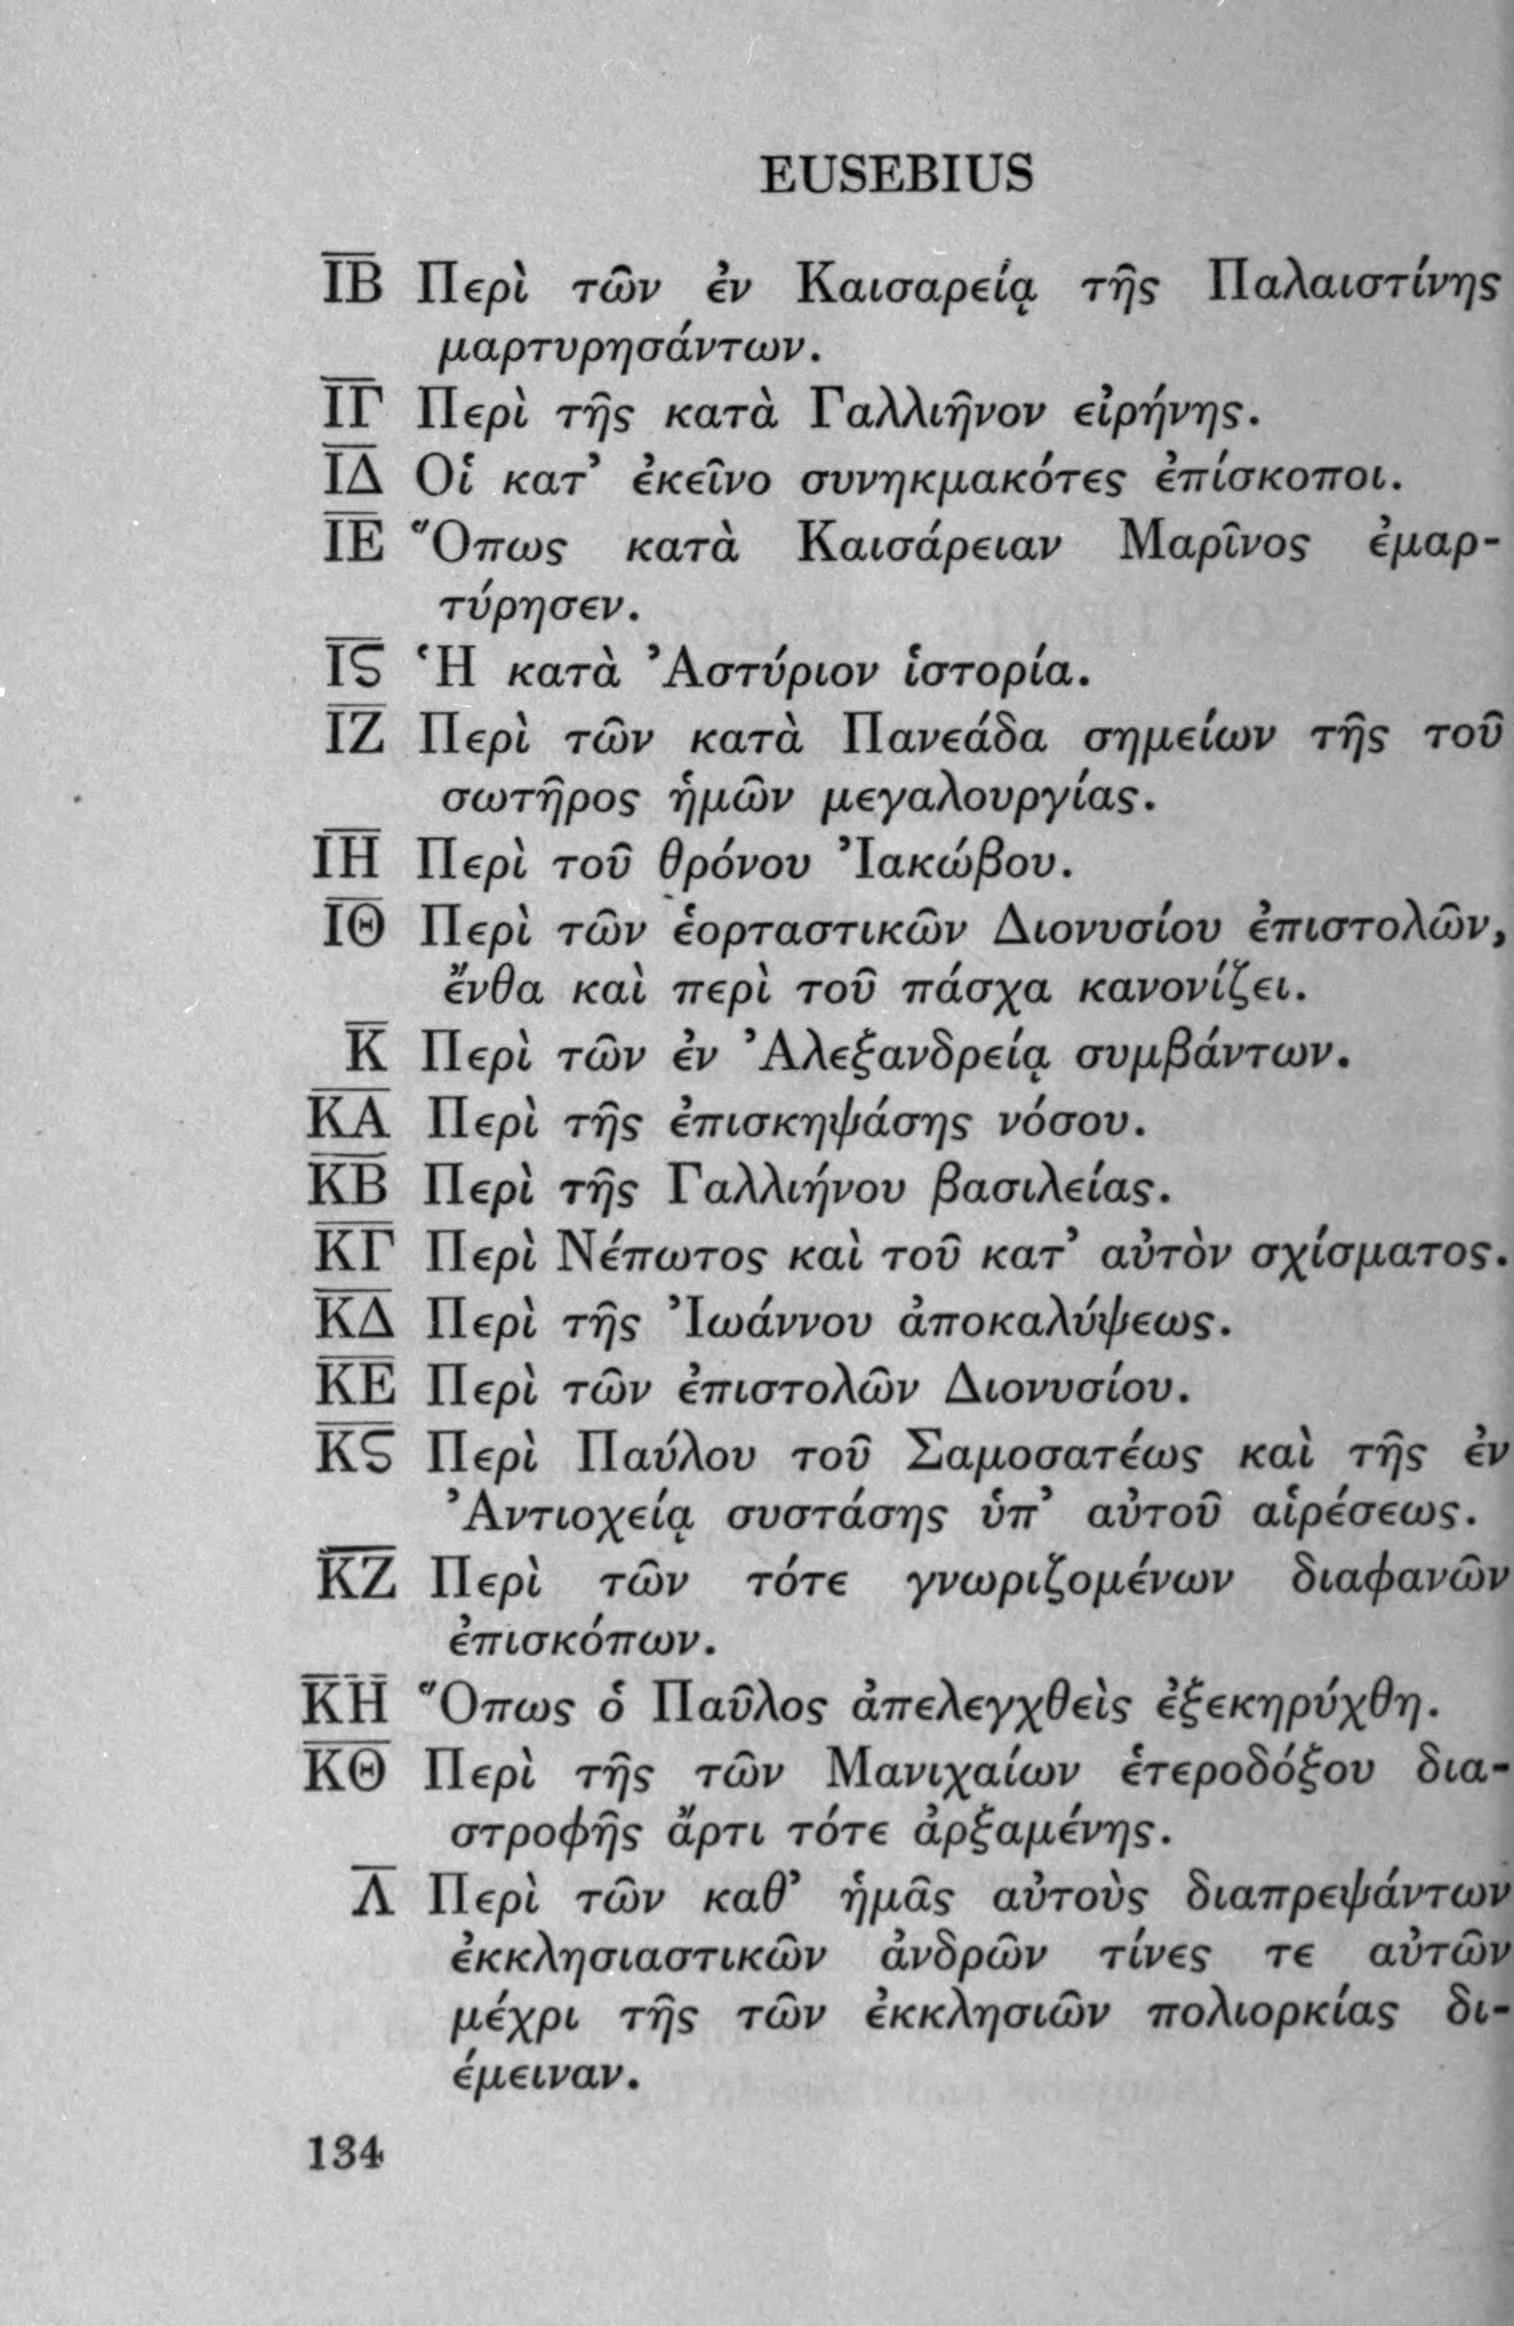 EUSEBIUS
ΙΒ Περὶ τῶν ἐν Καισαρείᾳ τῆς Παλαιστίνης
μαρτυρησάντων.
ΙΓ Περὶ τῆς κατὰ Γαλλιῆνον εἰρήνης.
ΙΔ Οἱ κατ’ ἐκεῖνο συνηκμακότες ἐπίσκοποι.
ΙΕ Ὅπως κατὰ Καισάρειαν Μαρῖνος ἐμαρ-
τύρησεν.
ΙϚ Ἡ κατὰ Ἀστύριον ἱστορία.
ΙΖ Περὶ τῶν κατὰ Πανεάδα σημείων τῆς τοῦ
σωτῆρος ἡμῶν μεγαλουργίας.
ΙΗ Περὶ τοῦ θρόνου Ἰακώβου.
ΙΘ Περὶ τῶν ἑορταστικῶν Διονυσίου ἐπιστολῶν,
ἔνθα καὶ περὶ τοῦ πάσχα κανονίζει.
Κ Περὶ τῶν ἐν Ἀλεξανδρείᾳ συμβάντων.
ΚΑ Περὶ τῆς ἐπισκηψάσης νόσου.
ΚΒ Περὶ τῆς Γαλλιήνου βασιλείας.
ΚΓ Περὶ Νέπωτος καὶ τοῦ κατ’ αὐτὸν σχίσματος.
ΚΔ Περὶ τῆς Ἰωάννου ἀποκαλύψεως.
ΚΕ Περὶ τῶν ἐπιστολῶν Διονυσίου.
ΚϚ Περὶ Παύλου τοῦ Σαμοσατέως καὶ τῆς ἐν
Ἀντιοχείᾳ συστάσης ὑπ’ αὐτοῦ αἱρέσεως.
ΚΖ Περὶ τῶν τότε γνωριζομένων διαφανῶν
ἐπισκόπων.
ΚΗ Ὅπως ὁ Παῦλος ἀπελεγχθεὶς ἐξεκηρύχθη.
ΚΘ Περὶ τῆς τῶν Μανιχαίων ἑτεροδόξου δια-
στροφῆς ἄρτι τότε ἀρξαμένης.
Λ Περὶ τῶν καθ’ ἡμᾶς αὐτοὺς διαπρεψάντων
ἐκκλησιαστικῶν ἀνδρῶν τίνες τε αὐτῶν
μέχρι τῆς τῶν ἐκκλησιῶν πολιορκίας δι-
έμειναν.
134